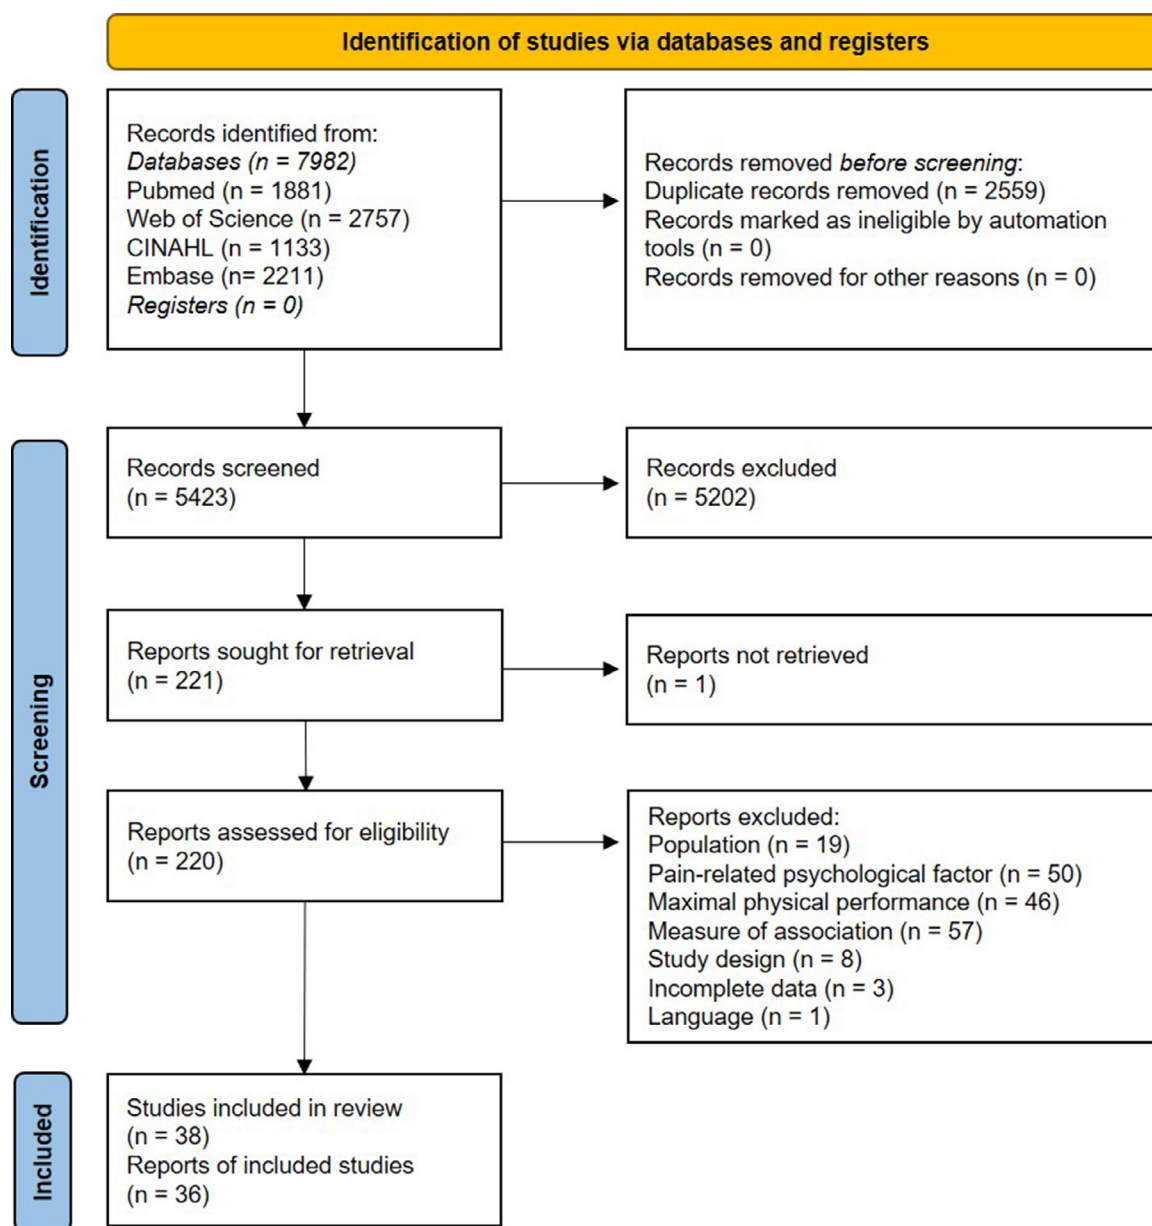 Identification of studies via databases and registers
Identification
Records identified from:
Databases (n = 7982)
Pubmed (n = 1881)
Web of Science (n = 2757)
CINAHL (n = 1133)
Embase (n= 2211)
Registers (n = 0)
Records removed before screening:
Duplicate records removed (n = 2559)
Records marked as ineligible by automation
tools (n = 0)
Records removed for other reasons (n = 0)
Screening
Records screened
(n = 5423)
Records excluded
(n = 5202)
Reports sought for retrieval
(n = 221)
Reports not retrieved
(n = 1)
Reports assessed for eligibility
(n = 220)
Reports excluded:
Population (n = 19)
Pain-related psychological factor (n = 50)
Maximal physical performance (n = 46)
Measure of association (n = 57)
Study design (n = 8)
Incomplete data (n = 3)
Language (n = 1)
Included
Studies included in review
(n = 38)
Reports of included studies
(n = 36)